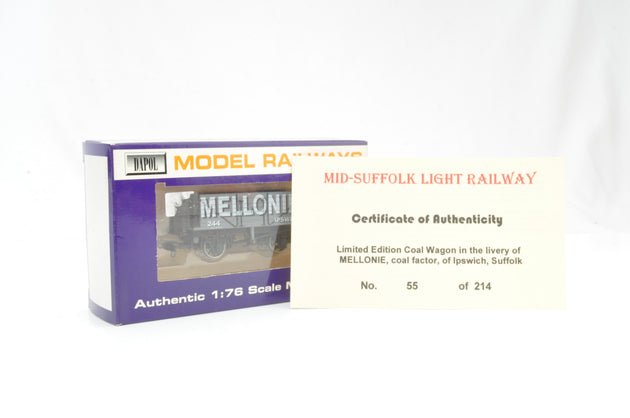 DAPOL
MODEL RAILWAYS
MELLONIE
244 IPSW
Authentic 1:76 Scale
MID-SUFFOLK LIGHT RAILWAY
Certificate of Authenticity
Limited Edition Coal Wagon in the livery of
MELLONIE, coal factor, of Ipswich, Suffolk
No. 55 of 214